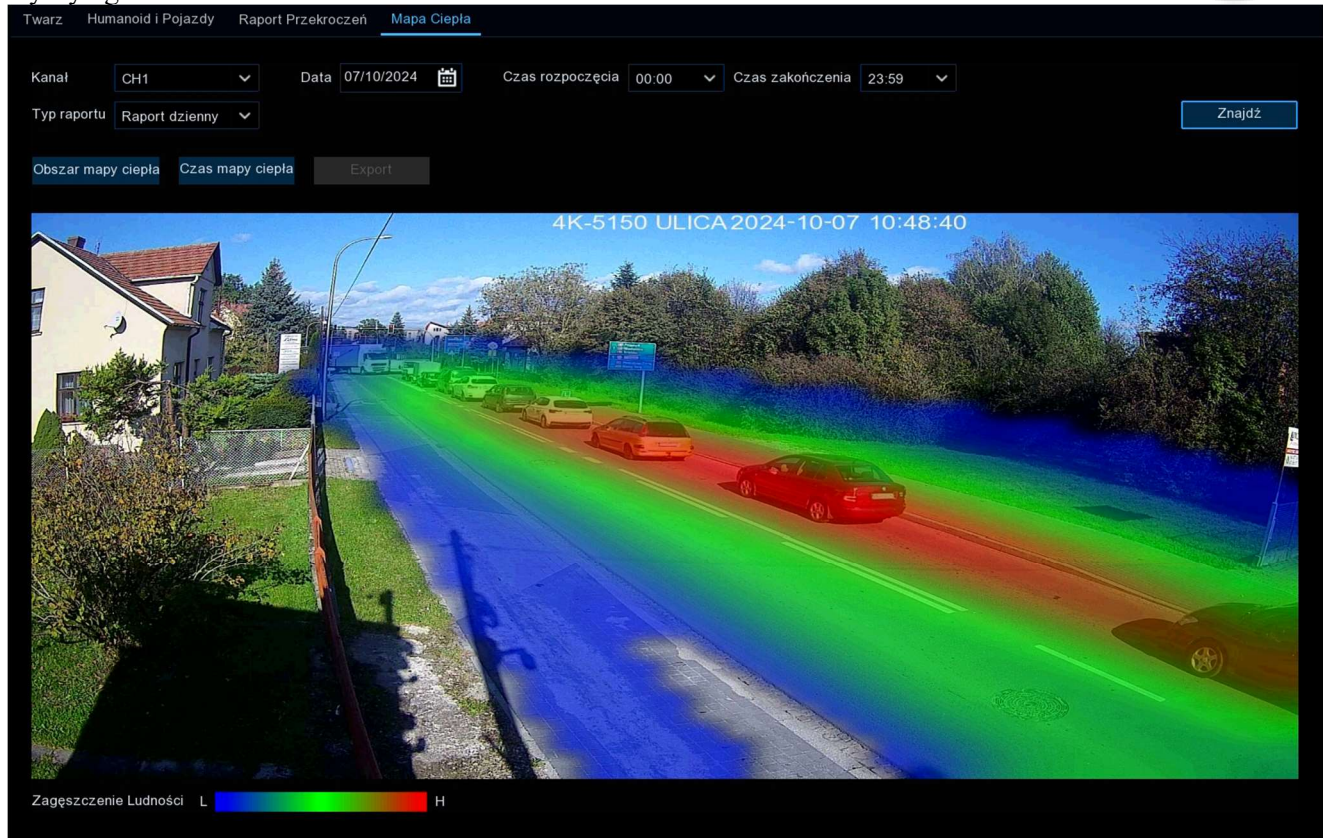 Twarz Humanoid i Pojazdy Raport Przekroczeń Mapa Ciepła
Kanał CH1 Data 07/10/2024 Czas rozpoczęcia 00:00 Czas zakończenia 23:59
Typ raportu Raport dzienny Znajdź
Obszar mapy ciepła Czas mapy ciepła Export
4K-5150 ULICA 2024-10-07 10:48:40
Zagęszczenie Ludności L H